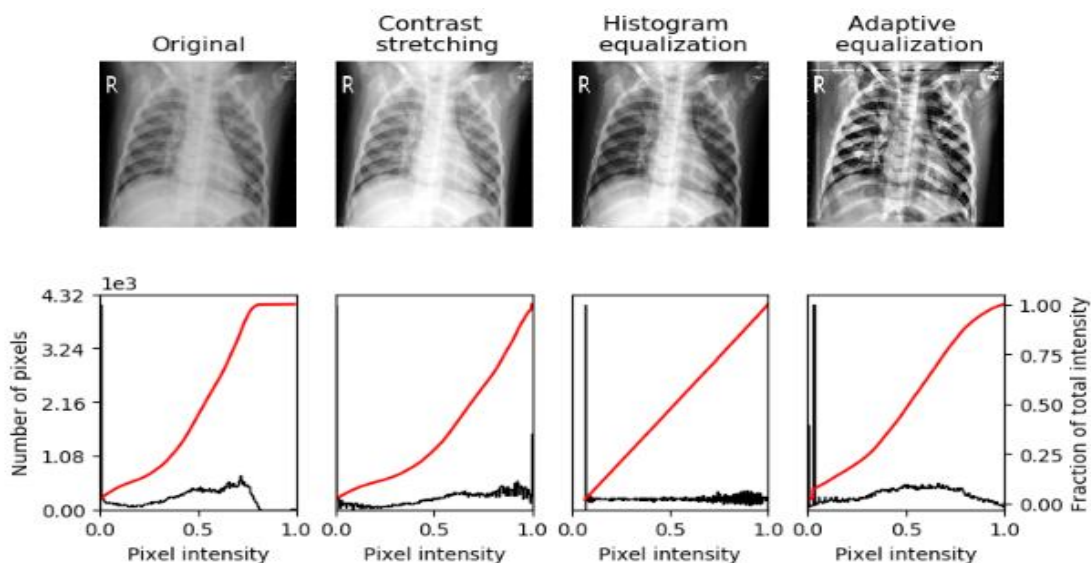 Original
Contrast
stretching
Histogram
equalization
Adaptive
equalization
R
R
R
R
1e3
4.32
3.24
2.16
1.08
0.00
Number of pixels
0.0 0.5 1.0
Pixel intensity
0.0 0.5 1.0
Pixel intensity
0.0 0.5 1.0
Pixel intensity
0.0 0.5 1.0
Pixel intensity
1.00
0.75
0.50
0.25
0.00
Fraction of total intensity